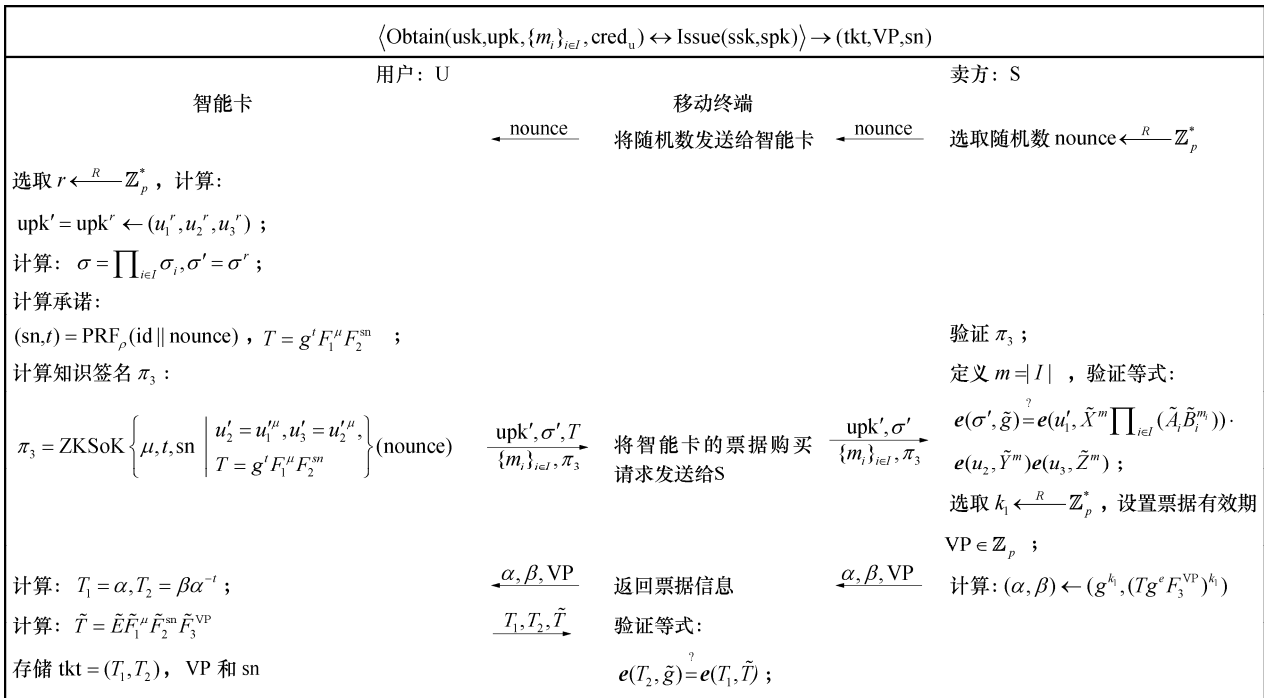 ⟨Obtain(usk,upk,{m_i}_{i∈I},cred_u) ↔ Issue(ssk,spk)⟩ → (tkt,VP,sn)
用户：U 卖方：S
智能卡 移动终端
nounce 将随机数发送给智能卡 nounce 选取随机数 nounce ←R— ℤ_p^*
选取 r ←R— ℤ_p^*，计算：
upk′ = upk^r ← (u_1^r, u_2^r, u_3^r)；
计算：σ = ∏_{i∈I} σ_i, σ′ = σ^r；
计算承诺：
(sn,t) = PRF_ρ(id || nounce)，T = g^t F_1^μ F_2^sn ； 验证 π_3；
计算知识签名 π_3： 定义 m =| I |，验证等式：
π_3 = ZKSoK{μ,t,sn | u_2′ = u_1′^μ, u_3′ = u_2′^μ, T = g^t F_1^μ F_2^sn}(nounce) upk′, σ′, T {m_i}_{i∈I}, π_3 将智能卡的票据购买 upk′, σ′ {m_i}_{i∈I}, π_3 e(σ′, g̃) ≟ e(u_1′, X̃^m ∏_{i∈I}(Ã_i B̃_i^{m_i}))·
请求发送给S e(u_2, Ỹ^m)e(u_3, Z̃^m)；
选取 k_1 ←R— ℤ_p^*，设置票据有效期
VP ∈ ℤ_p ；
计算：T_1 = α, T_2 = βα^{−t}； α, β, VP 返回票据信息 α, β, VP 计算：(α, β) ← (g^{k_1}, (Tg^e F_3^VP)^{k_1})
计算：T̃ = ẼF̃_1^μ F̃_2^sn F̃_3^VP T_1, T_2, T̃ 验证等式：
存储 tkt = (T_1, T_2)，VP 和 sn e(T_2, g̃) ≟ e(T_1, T̃)；